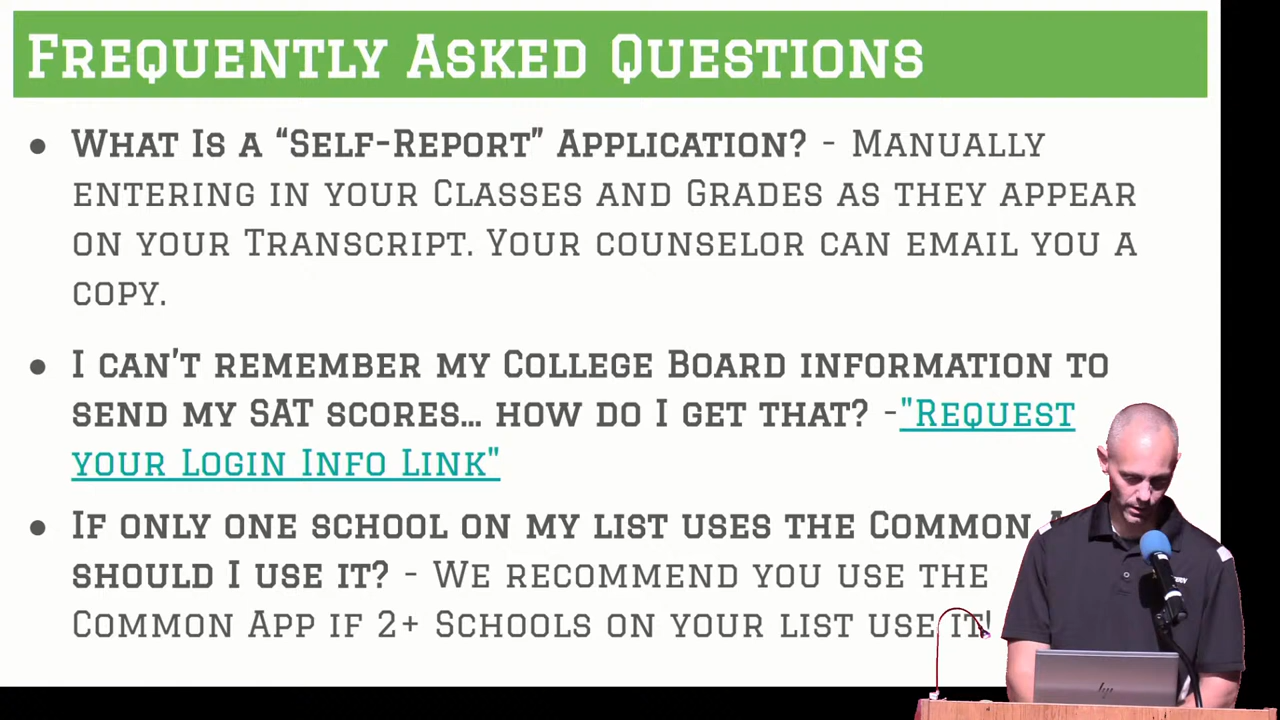 Frequently Asked Questions
● What Is a “Self-Report” Application? - Manually
entering in your Classes and Grades as they appear
on your Transcript. Your counselor can email you a
copy.
● I can’t remember my College Board information to
send my SAT scores… how do I get that? -"Request
your Login Info Link"
● If only one school on my list uses the Common
should I use it? - We recommend you use the
Common App if 2+ Schools on your list use it!
hp